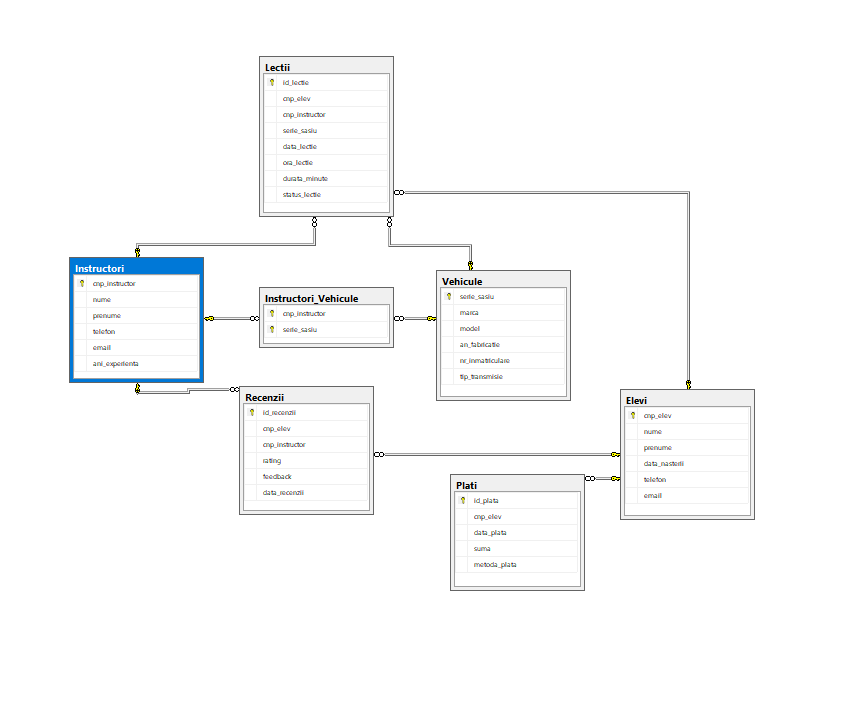 Lectii
id_lectie
cnp_elev
cnp_instructor
serie_sasiu
data_lectie
ora_lectie
durata_minute
status_lectie
Instructori
cnp_instructor
nume
prenume
telefon
email
ani_experienta
Instructori_Vehicule
cnp_instructor
serie_sasiu
Vehicule
serie_sasiu
marca
model
an_fabricatie
nr_inmatriculare
tip_transmisie
Recenzii
id_recenzii
cnp_elev
cnp_instructor
rating
feedback
data_recenzii
Elevi
cnp_elev
nume
prenume
data_nasterii
telefon
email
Plati
id_plata
cnp_elev
data_plata
suma
metoda_plata